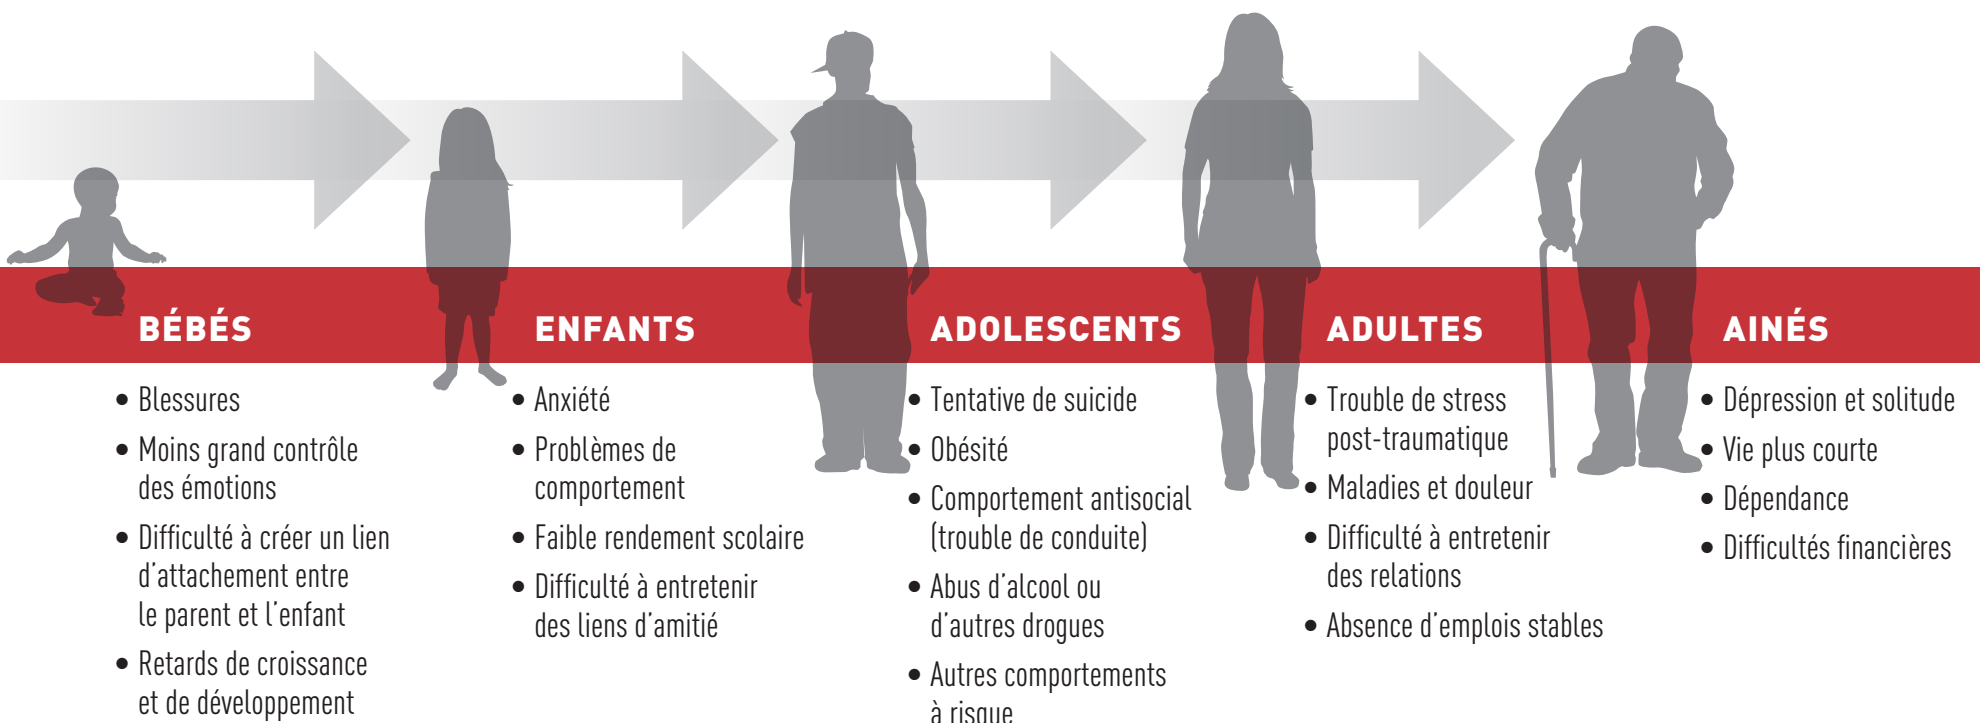 BÉBÉS
• Blessures
• Moins grand contrôle
des émotions
• Difficulté à créer un lien
d'attachement entre
le parent et l'enfant
• Retards de croissance
et de développement
ENFANTS
• Anxiété
• Problèmes de
comportement
• Faible rendement scolaire
• Difficulté à entretenir
des liens d'amitié
ADOLESCENTS
• Tentative de suicide
• Obésité
• Comportement antisocial
(trouble de conduite)
• Abus d'alcool ou
d'autres drogues
• Autres comportements
à risque
ADULTES
• Trouble de stress
post-traumatique
• Maladies et douleur
• Difficulté à entretenir
des relations
• Absence d'emplois stables
AINÉS
• Dépression et solitude
• Vie plus courte
• Dépendance
• Difficultés financières